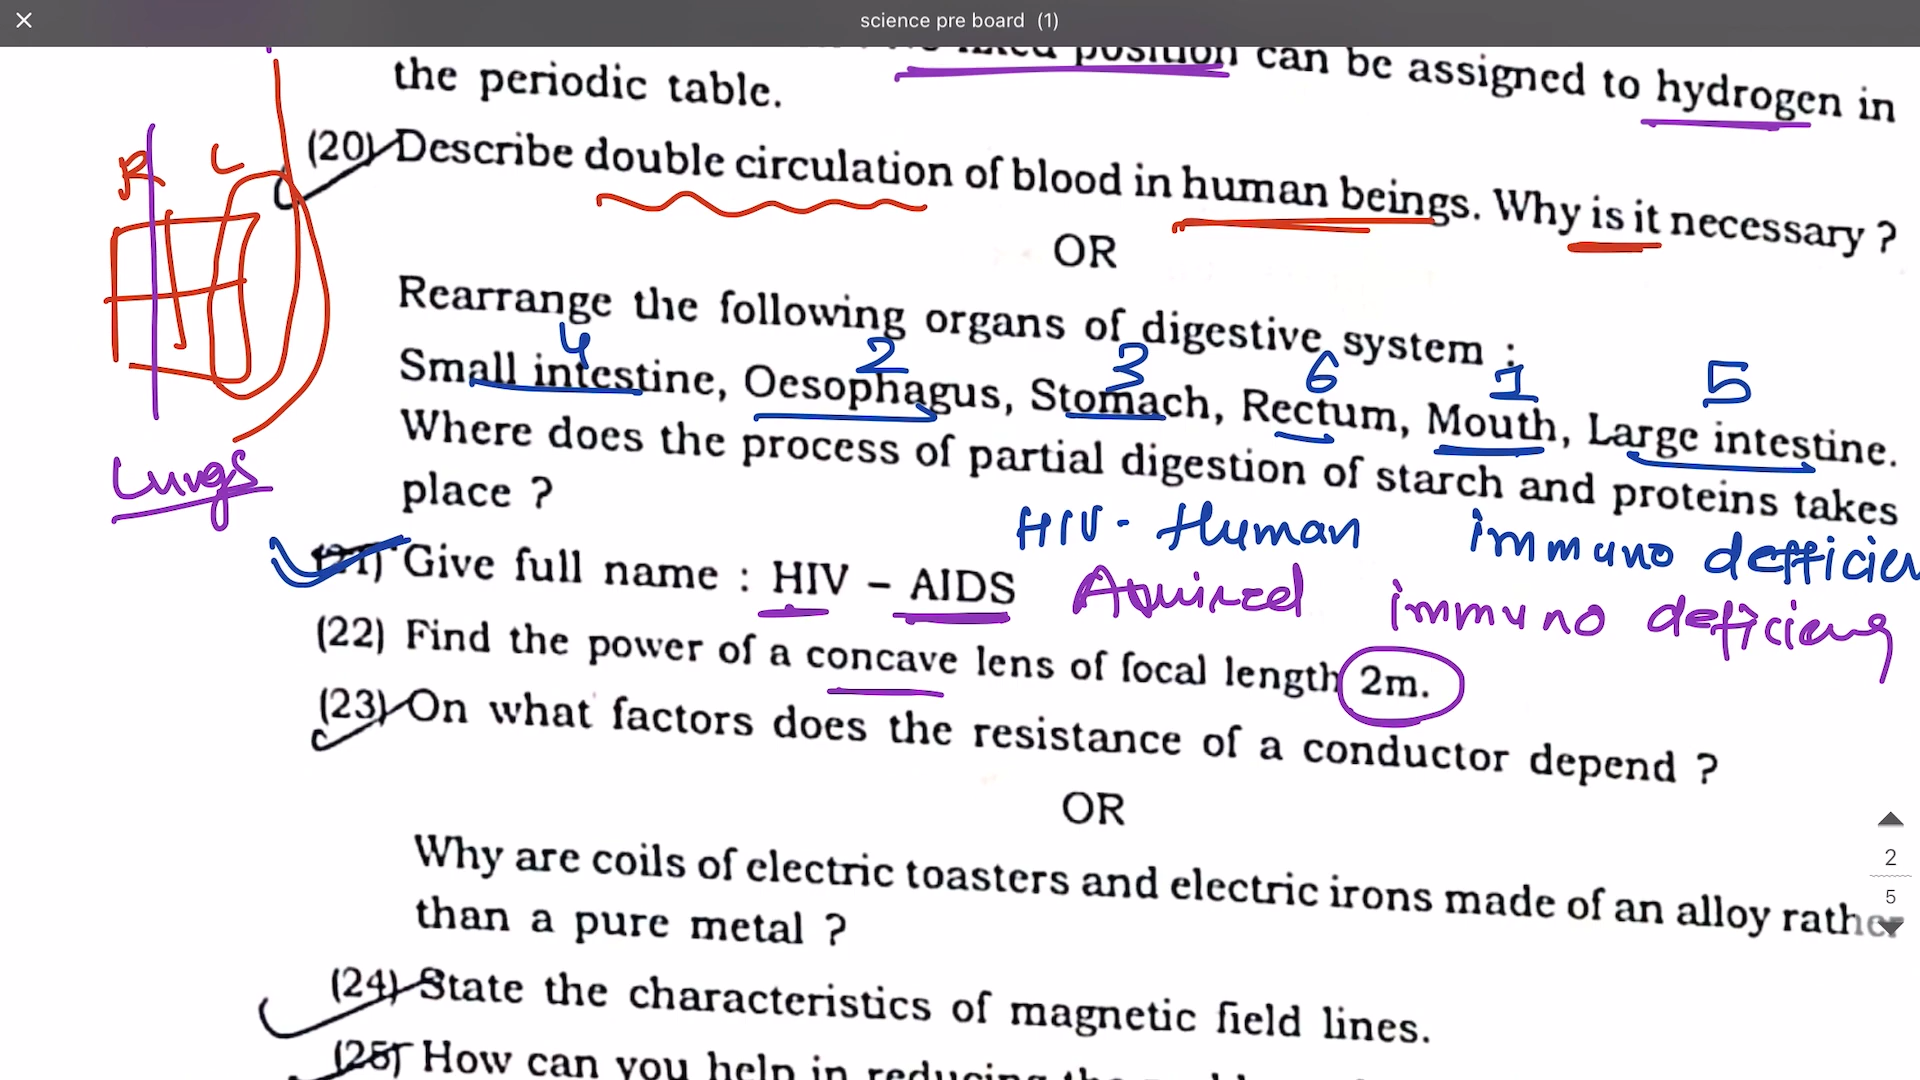 science pre board (1)
fixed position can be assigned to hydrogen in
the periodic table.
R L
(20) Describe double circulation of blood in human beings. Why is it necessary ?
OR
Rearrange the following organs of digestive system :
4 2 3 6 1 5
Small intestine, Oesophagus, Stomach, Rectum, Mouth, Large intestine.
Where does the process of partial digestion of starch and proteins takes
place ?
Lungs
HIV - Human immuno defficien
(21) Give full name : HIV – AIDS
Aquired immuno deficieny
(22) Find the power of a concave lens of focal length 2m.
(23) On what factors does the resistance of a conductor depend ?
OR
Why are coils of electric toasters and electric irons made of an alloy rather
than a pure metal ?
2
5
(24) State the characteristics of magnetic field lines.
(25) How can you help in reducing the